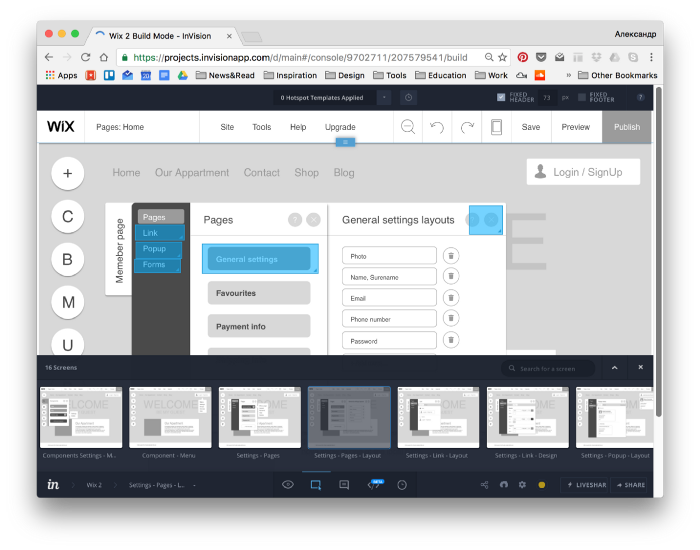 Wix 2 Build Mode - InVision
Александр
https://projects.invisionapp.com/d/main#/console/9702711/207579541/build
Apps
News&Read
Inspiration
Design
Tools
Education
Work
» Other Bookmarks
0 Hotspot Templates Applied
FIXED HEADER
73 px
FIXED FOOTER
WiX
Pages: Home
Site
Tools
Help
Upgrade
Save
Preview
Publish
Home
Our Appartment
Contact
Shop
Blog
Login / SignUp
+
C
B
M
U
Memeber page
Pages
Link
Popup
Forms
Pages
General settings
Favourites
Payment info
General settings layouts
Photo
Name, Surename
Email
Phone number
Password
E
16 Screens
Search for a screen
WELCOME
WELCOME
Components Settings - M...
Component - Menu
Settings - Pages
Settings - Pages - Layout
Settings - Link - Layout
Settings - Link - Design
Settings - Popup - Layout
in
Wix 2
Settings - Pages - L...
BETA
LIVESHAR
SHARE